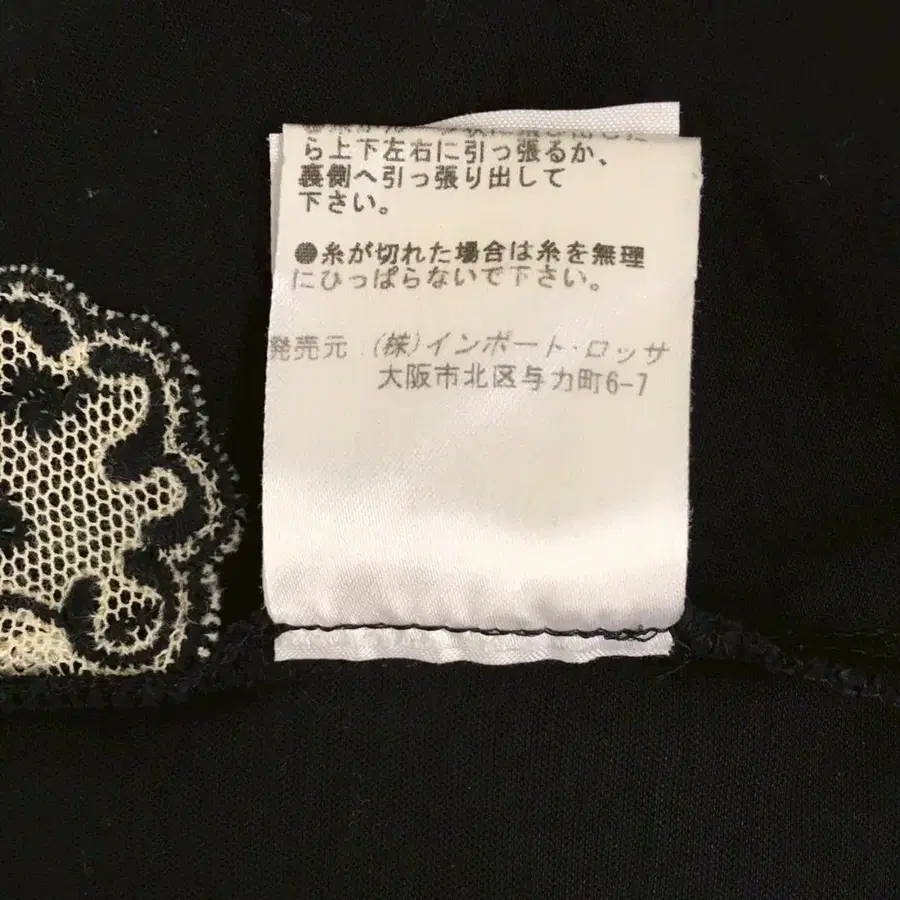 ら上下左右に引っ張るか、
裏側へ引っ張り出して
下さい。
●糸が切れた場合は糸を無理
にひっぱらないで下さい。
発売元 (株)インポート・ロッサ
大阪市北区与力町6-7